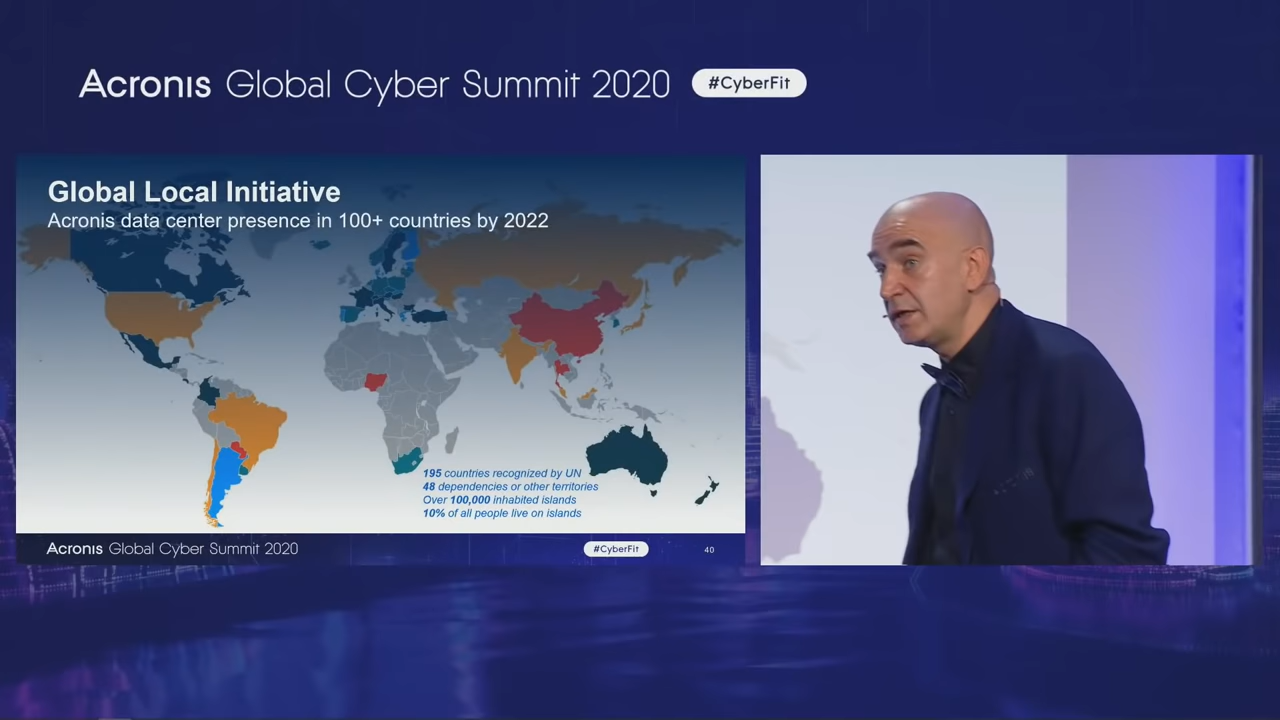 Acronis Global Cyber Summit 2020 #CyberFit
Global Local Initiative
Acronis data center presence in 100+ countries by 2022
195 countries recognized by UN
48 dependencies or other territories
Over 100,000 inhabited islands
10% of all people live on islands
Acronis Global Cyber Summit 2020 #CyberFit 40